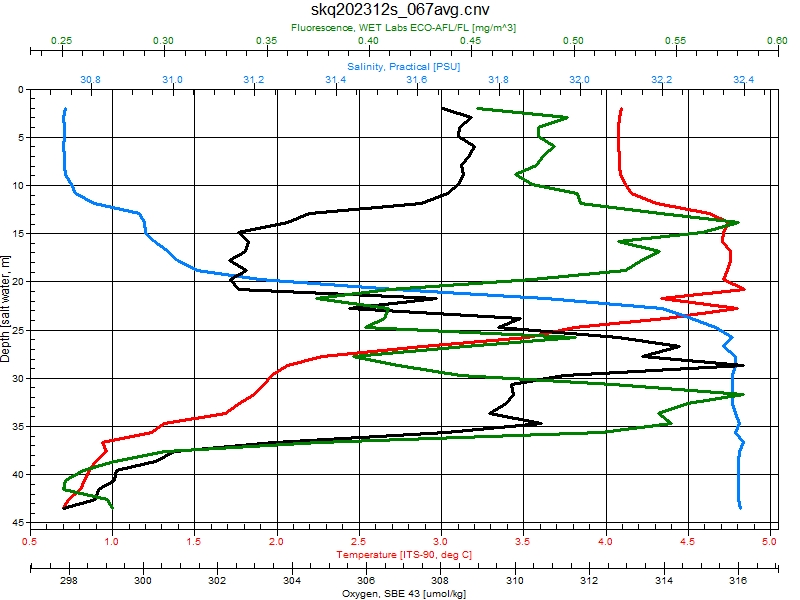 skq202312s_067avg.cnv
Fluorescence, WET Labs ECO-AFL/FL [mg/m^3]
0.25 0.30 0.35 0.40 0.45 0.50 0.55 0.60
Salinity, Practical [PSU]
30.8 31.0 31.2 31.4 31.6 31.8 32.0 32.2 32.4
0
5
10
15
20
25
30
35
40
45
Depth [salt water, m]
0.5 1.0 1.5 2.0 2.5 3.0 3.5 4.0 4.5 5.0
Temperature [ITS-90, deg C]
298 300 302 304 306 308 310 312 314 316
Oxygen, SBE 43 [umol/kg]